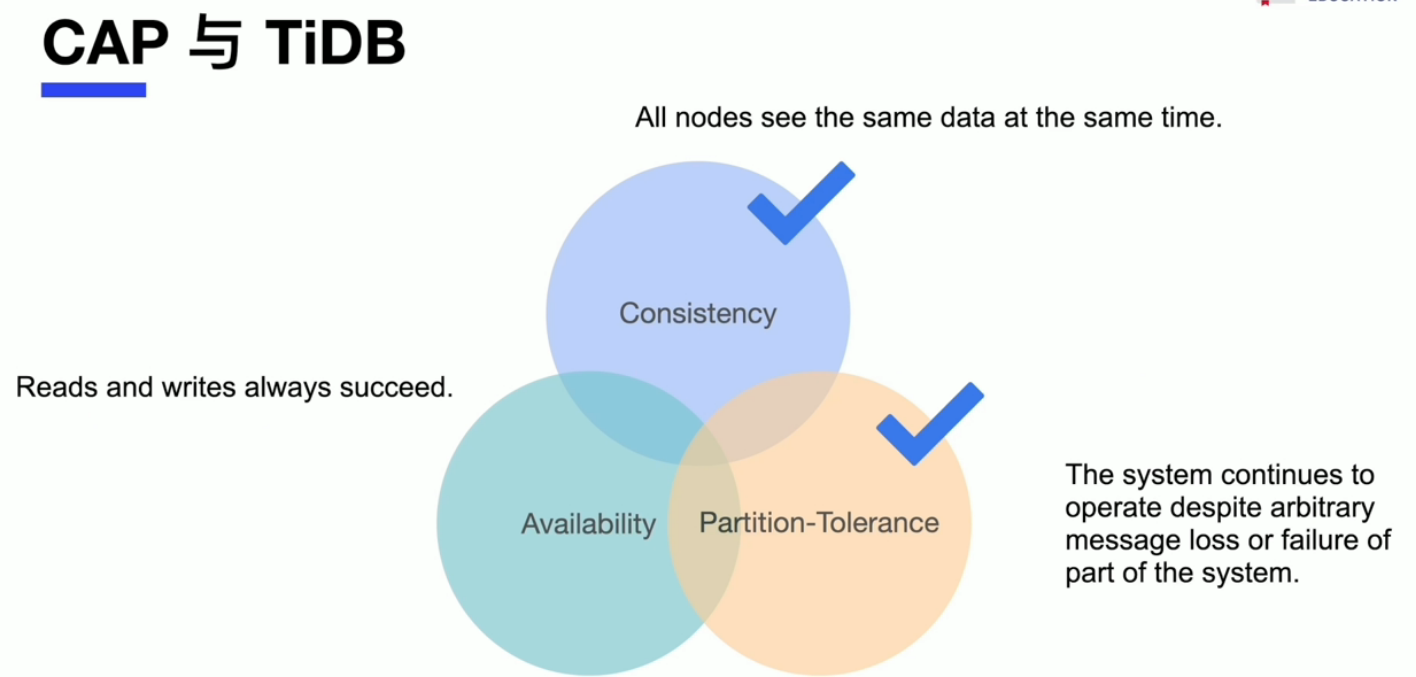 CAP 与 TiDB
All nodes see the same data at the same time.
Consistency
Reads and writes always succeed.
Availability
Partition-Tolerance
The system continues to
operate despite arbitrary
message loss or failure of
part of the system.